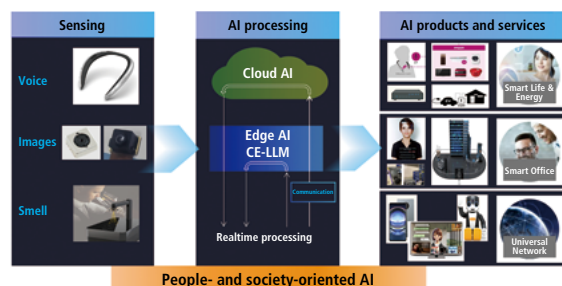 Sensing
Voice
Images
Smell
AI processing
Cloud AI
Edge AI
CE-LLM
Communication
Realtime processing
AI products and services
Smart Life &
Energy
Smart Office
Universal
Network
People- and society-oriented AI